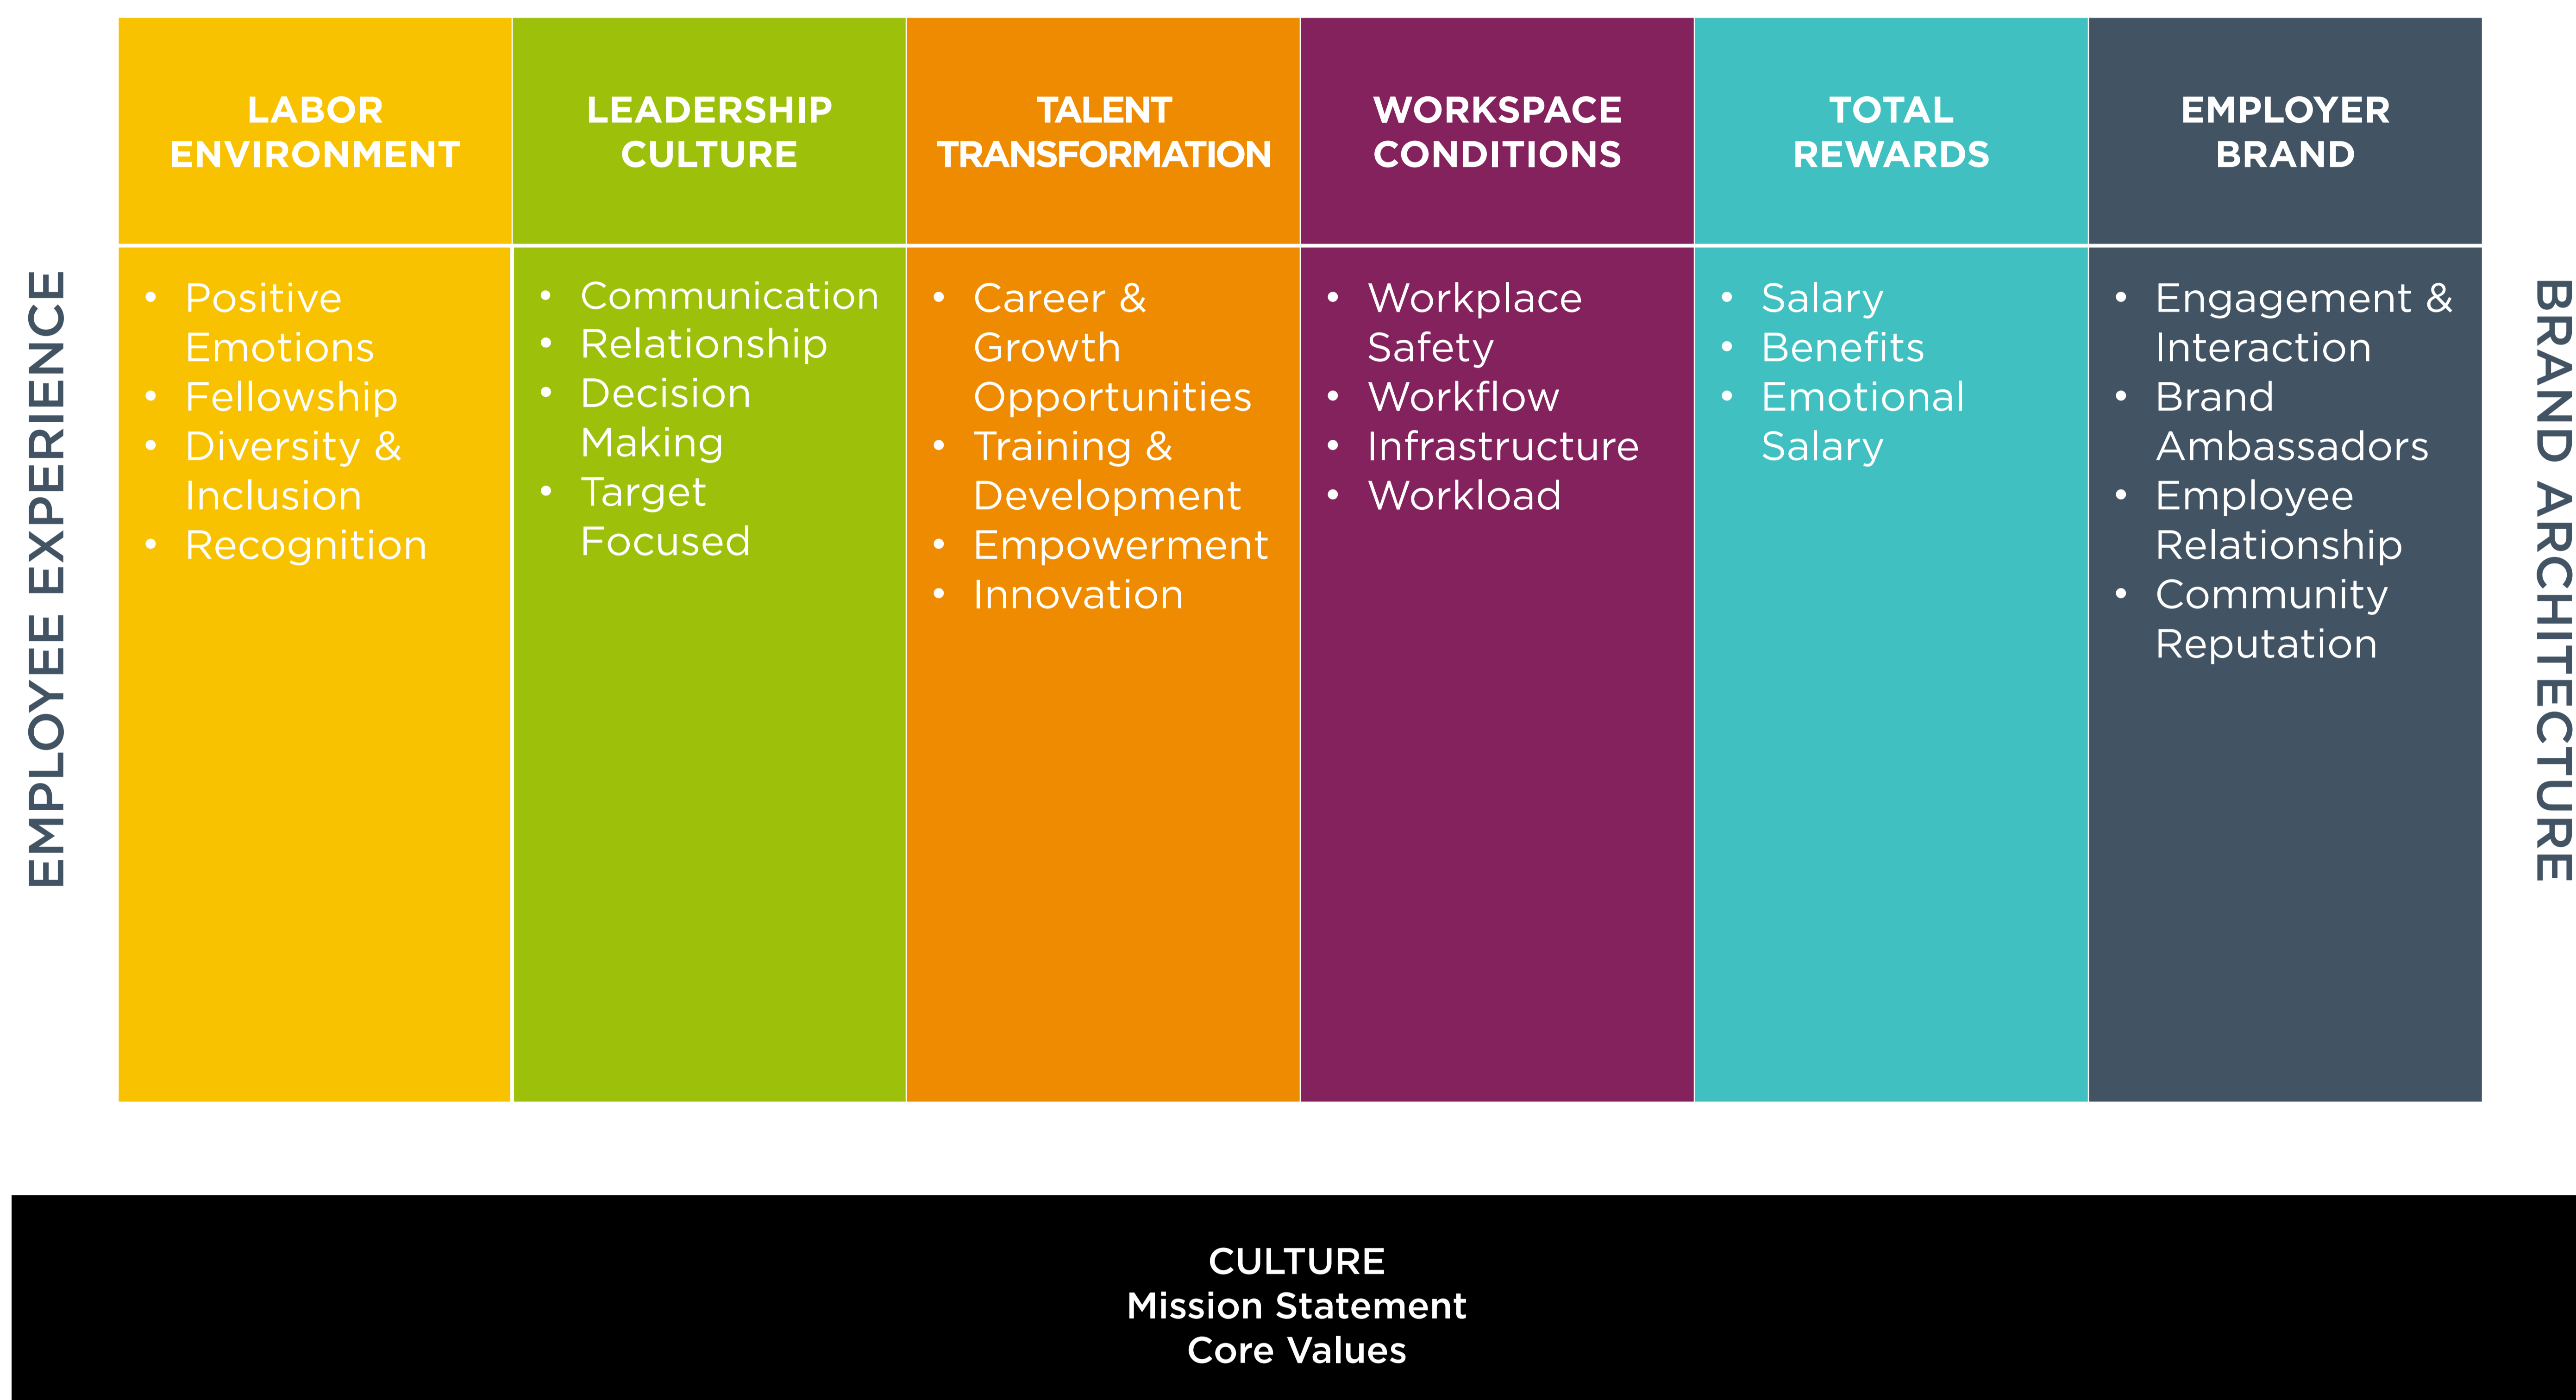 EMPLOYEE EXPERIENCE
LABOR
ENVIRONMENT
• Positive
Emotions
• Fellowship
• Diversity &
Inclusion
• Recognition
LEADERSHIP
CULTURE
• Communication
• Relationship
• Decision
Making
• Target
Focused
TALENT
TRANSFORMATION
• Career &
Growth
Opportunities
• Training &
Development
• Empowerment
• Innovation
WORKSPACE
CONDITIONS
• Workplace
Safety
• Workflow
• Infrastructure
• Workload
TOTAL
REWARDS
• Salary
• Benefits
• Emotional
Salary
EMPLOYER
BRAND
• Engagement &
Interaction
• Brand
Ambassadors
• Employee
Relationship
• Community
Reputation
BRAND ARCHITECTURE
CULTURE
Mission Statement
Core Values